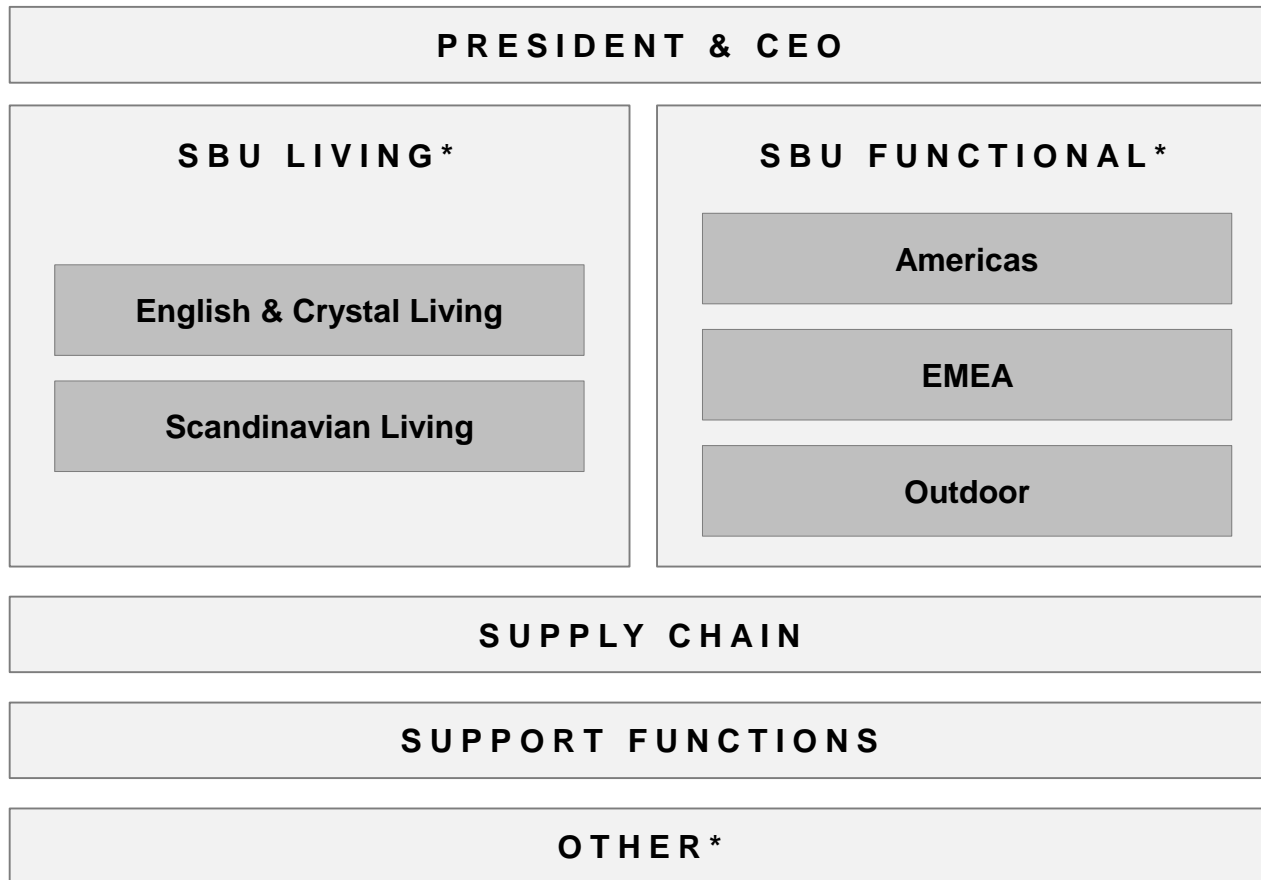 PRESIDENT & CEO
SBU LIVING*
English & Crystal Living
Scandinavian Living
SBU FUNCTIONAL*
Americas
EMEA
Outdoor
SUPPLY CHAIN
SUPPORT FUNCTIONS
OTHER*